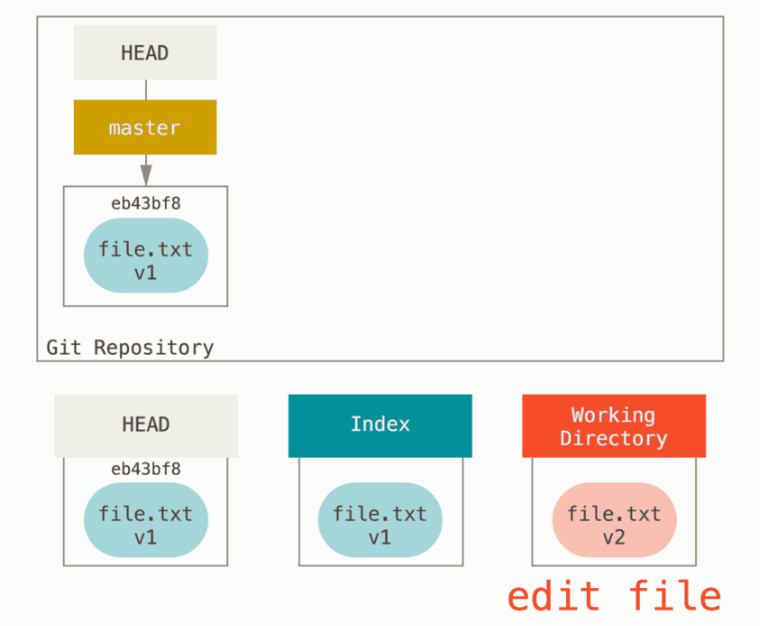 HEAD
master
eb43bf8
file.txt
v1
Git Repository
HEAD
eb43bf8
file.txt
v1
Index
file.txt
v1
Working
Directory
file.txt
v2
edit file